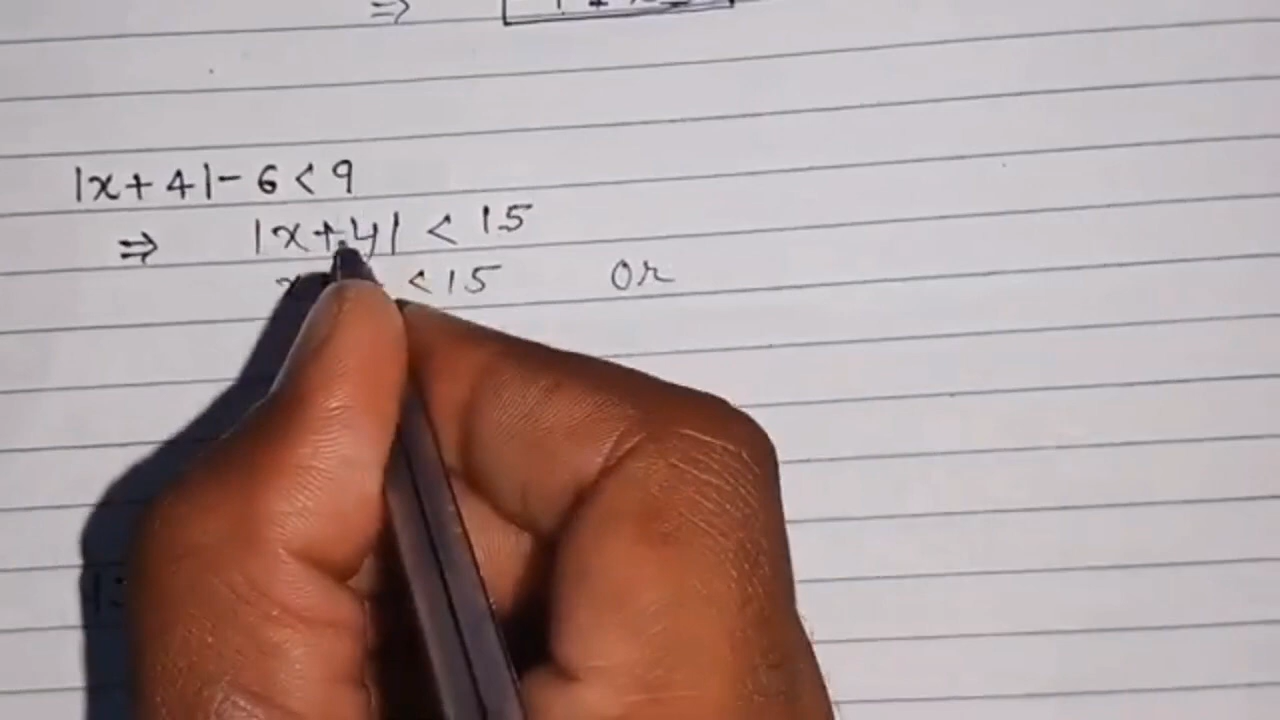 ⇒
|x + 4| - 6 < 9
⇒ |x + 4| < 15
x < 15 Or